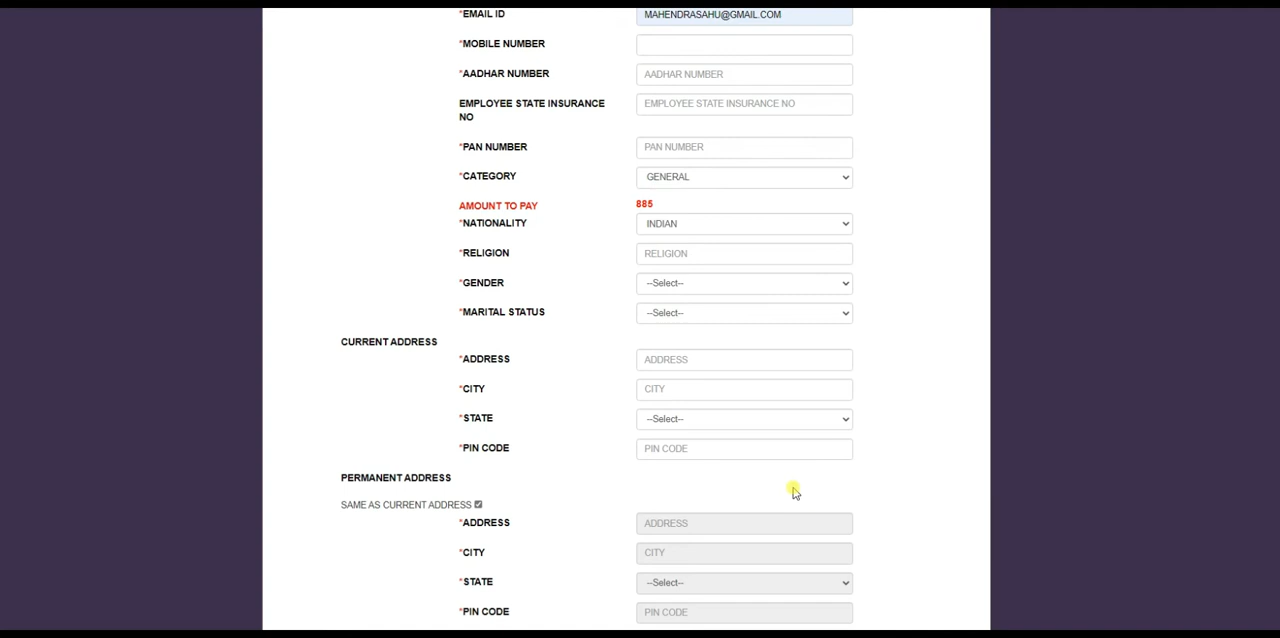 *EMAIL ID MAHENDRASAHU@GMAIL.COM
*MOBILE NUMBER
*AADHAR NUMBER AADHAR NUMBER
EMPLOYEE STATE INSURANCE NO EMPLOYEE STATE INSURANCE NO
*PAN NUMBER PAN NUMBER
*CATEGORY GENERAL
AMOUNT TO PAY 885
*NATIONALITY INDIAN
*RELIGION RELIGION
*GENDER --Select--
*MARITAL STATUS --Select--
CURRENT ADDRESS
*ADDRESS ADDRESS
*CITY CITY
*STATE --Select--
*PIN CODE PIN CODE
PERMANENT ADDRESS
SAME AS CURRENT ADDRESS
*ADDRESS ADDRESS
*CITY CITY
*STATE --Select--
*PIN CODE PIN CODE